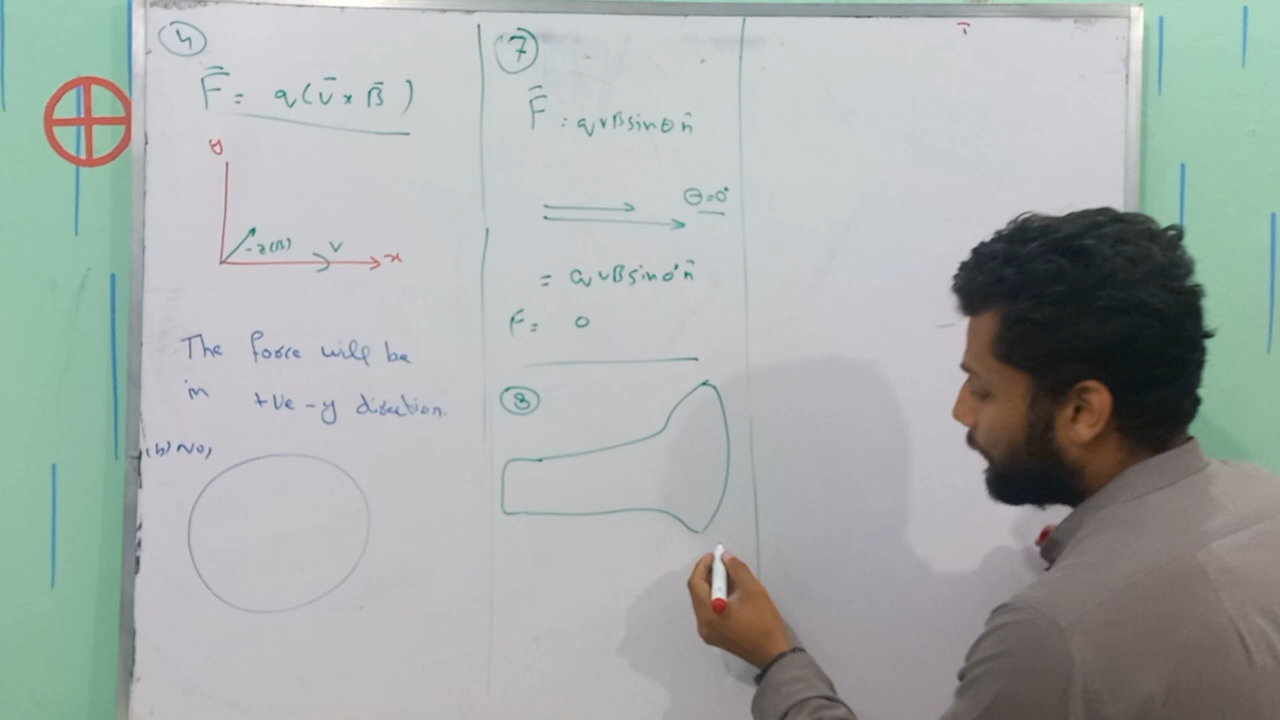 4
F̄ = q(v̄ × B̄)
y
-z(B)
v
x
The force will be
in +ve-y direction.
(b) No,
7
F̄ = qvBsinθ n̂
θ=0°
= qvBsin0° n̂
F = 0
8